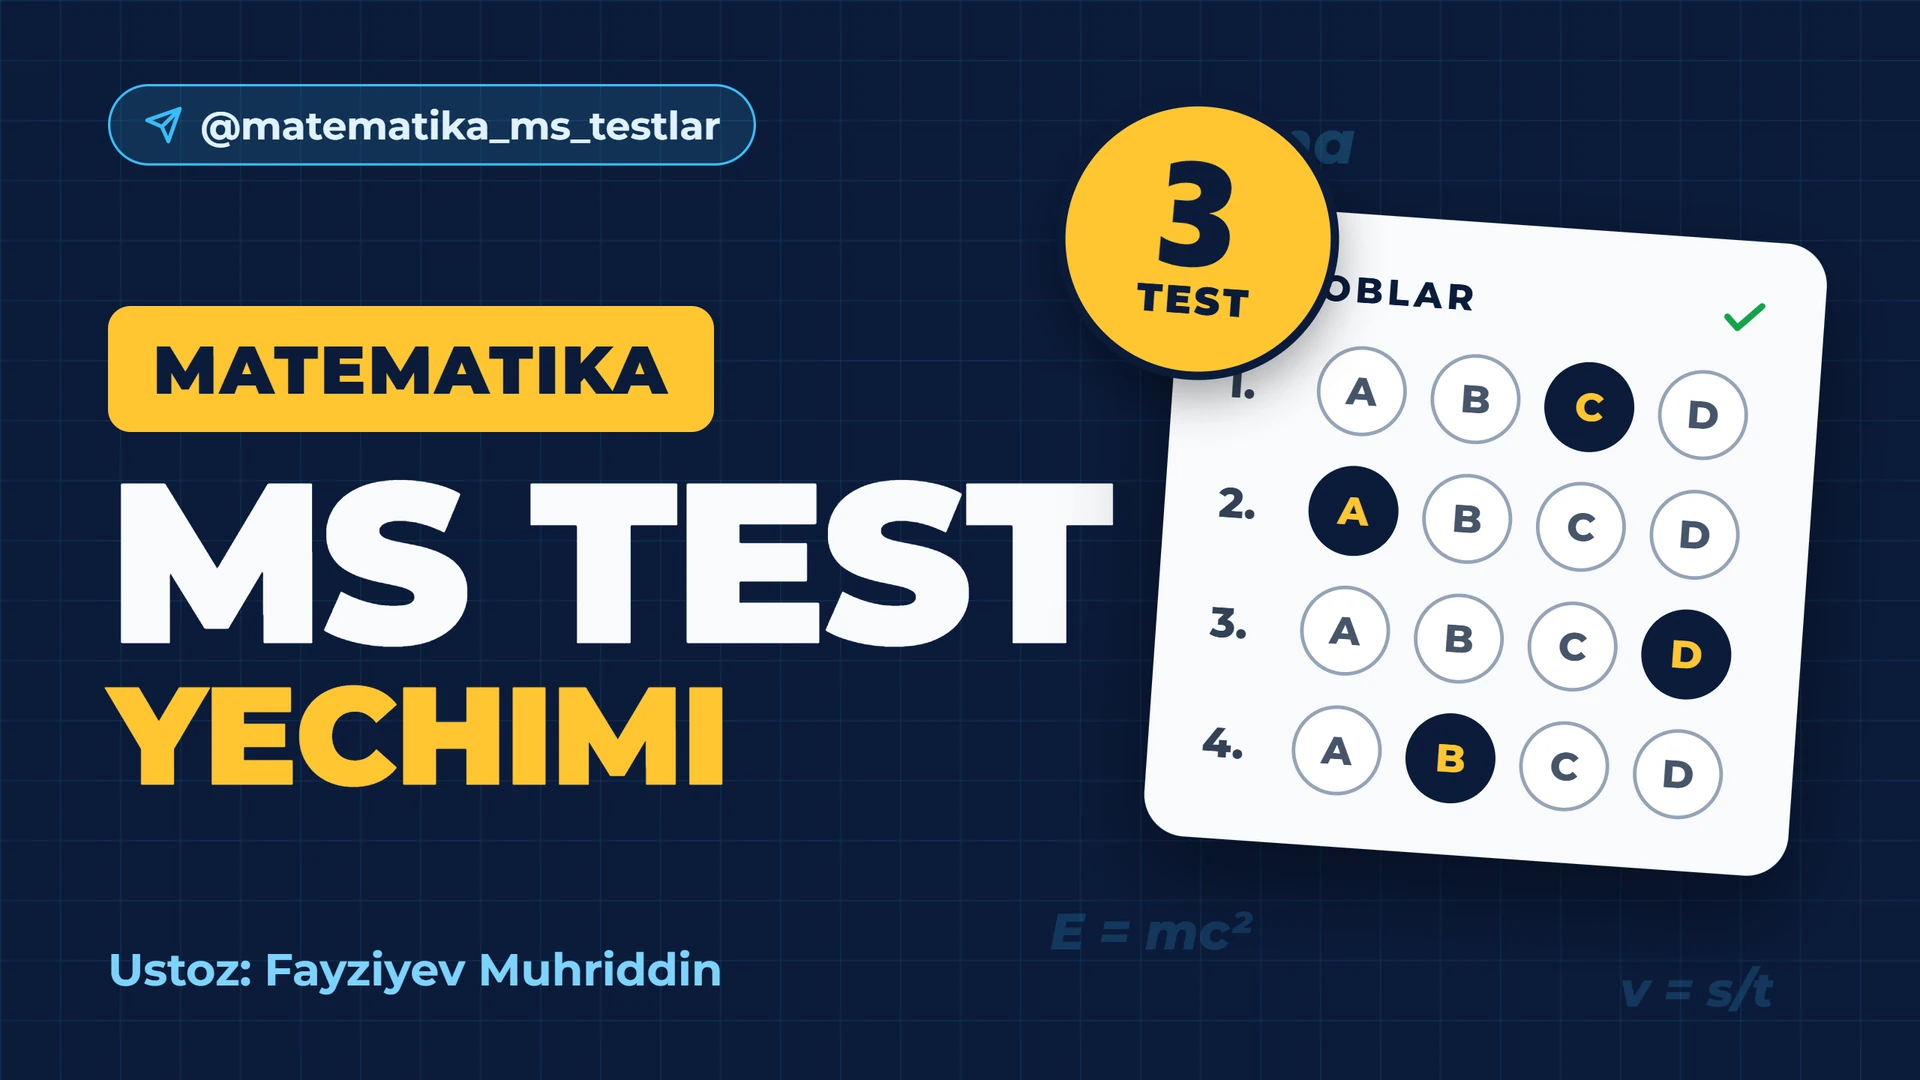 @matematika_ms_testlar
MATEMATIKA
MS TEST
YECHIMI
Ustoz: Fayziyev Muhriddin
3
TEST
OBLAR
1. A B C D
2. A B C D
3. A B C D
4. A B C D
E = mc²
v = s/t